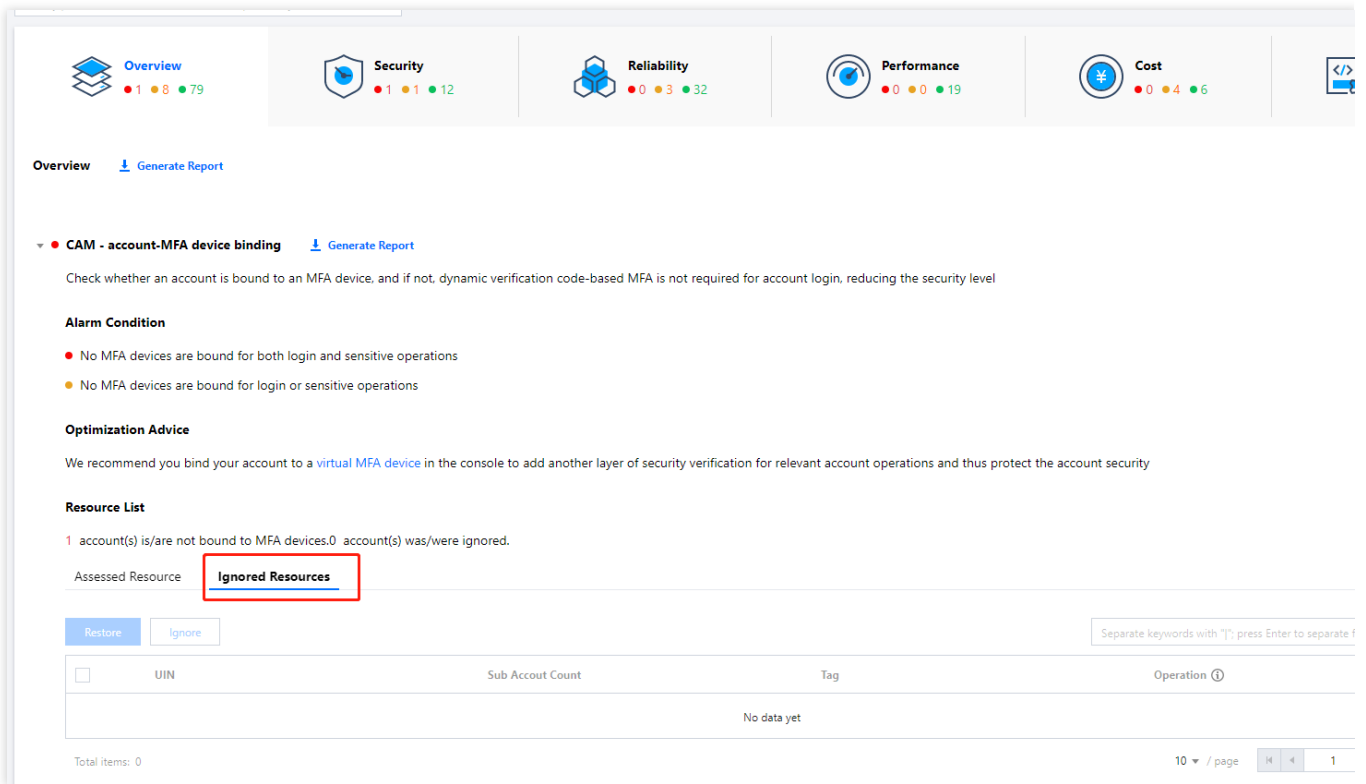 Overview
1 8 79
Security
1 1 12
Reliability
0 3 32
Performance
0 0 19
Cost
0 4 6
Overview Generate Report
CAM - account-MFA device binding Generate Report
Check whether an account is bound to an MFA device, and if not, dynamic verification code-based MFA is not required for account login, reducing the security level
Alarm Condition
No MFA devices are bound for both login and sensitive operations
No MFA devices are bound for login or sensitive operations
Optimization Advice
We recommend you bind your account to a virtual MFA device in the console to add another layer of security verification for relevant account operations and thus protect the account security
Resource List
1 account(s) is/are not bound to MFA devices.0 account(s) was/were ignored.
Assessed Resource Ignored Resources
Restore Ignore Separate keywords with "|"; press Enter to separate
UIN Sub Accout Count Tag Operation
No data yet
Total items: 0 10 / page 1